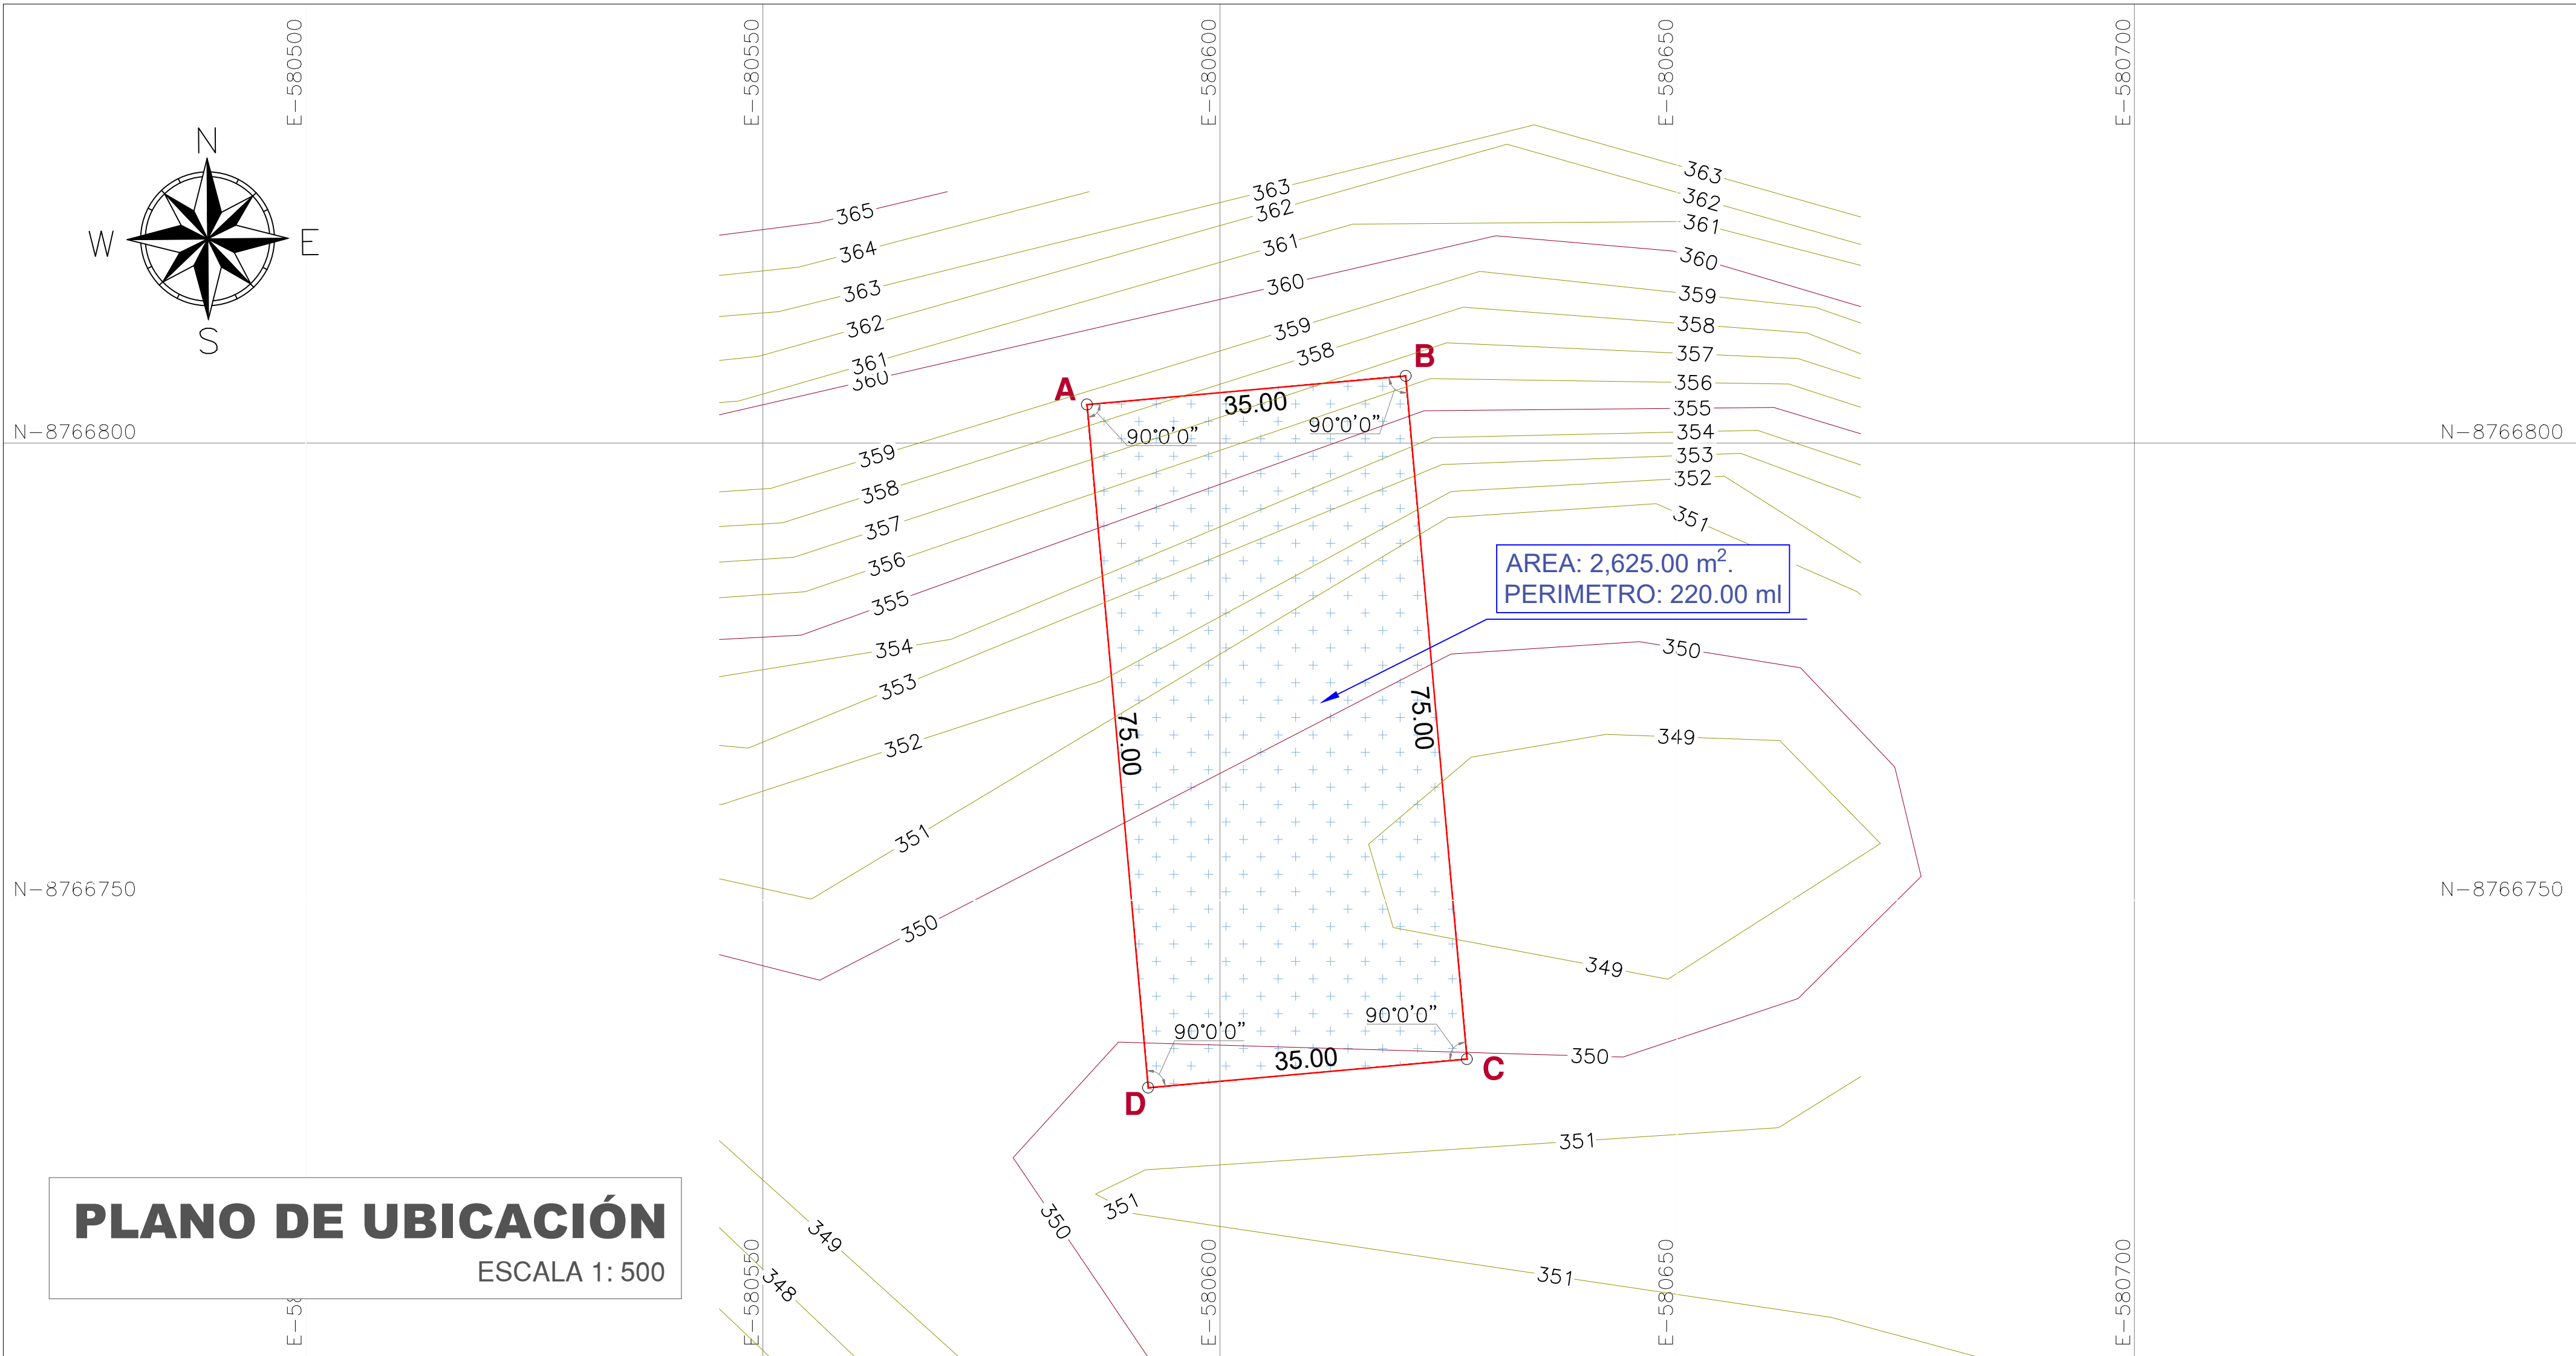 E-580500
E-580550
E-580600
E-580650
E-580700
N
W
E
S
365
364
363
363
363
362
362
362
361
361
361
360
360
360
359
359
359
358
358
358
357
357
356
356
355
355
354
354
353
353
352
352
351
351
350
350
349
349
350
351
351
351
350
349
348
N-8766800
N-8766800
A
B
C
D
35.00
90°0'0"
90°0'0"
75.00
75.00
90°0'0"
90°0'0"
35.00
AREA: 2,625.00 m².
PERIMETRO: 220.00 ml
N-8766750
N-8766750
PLANO DE UBICACIÓN
ESCALA 1: 500
E-580550
E-580600
E-580650
E-580700